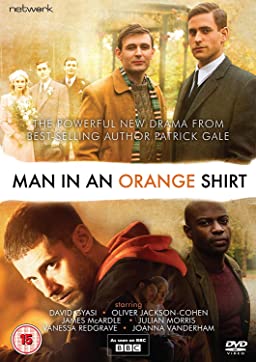 network
THE POWERFUL NEW DRAMA FROM
BEST-SELLING AUTHOR PATRICK GALE
MAN IN AN ORANGE SHIRT
starring
DAVID GYASI • OLIVER JACKSON-COHEN
JAMES McARDLE • JULIAN MORRIS
VANESSA REDGRAVE • JOANNA VANDERHAM
15
As seen on BBC
BBC
DVD
VIDEO